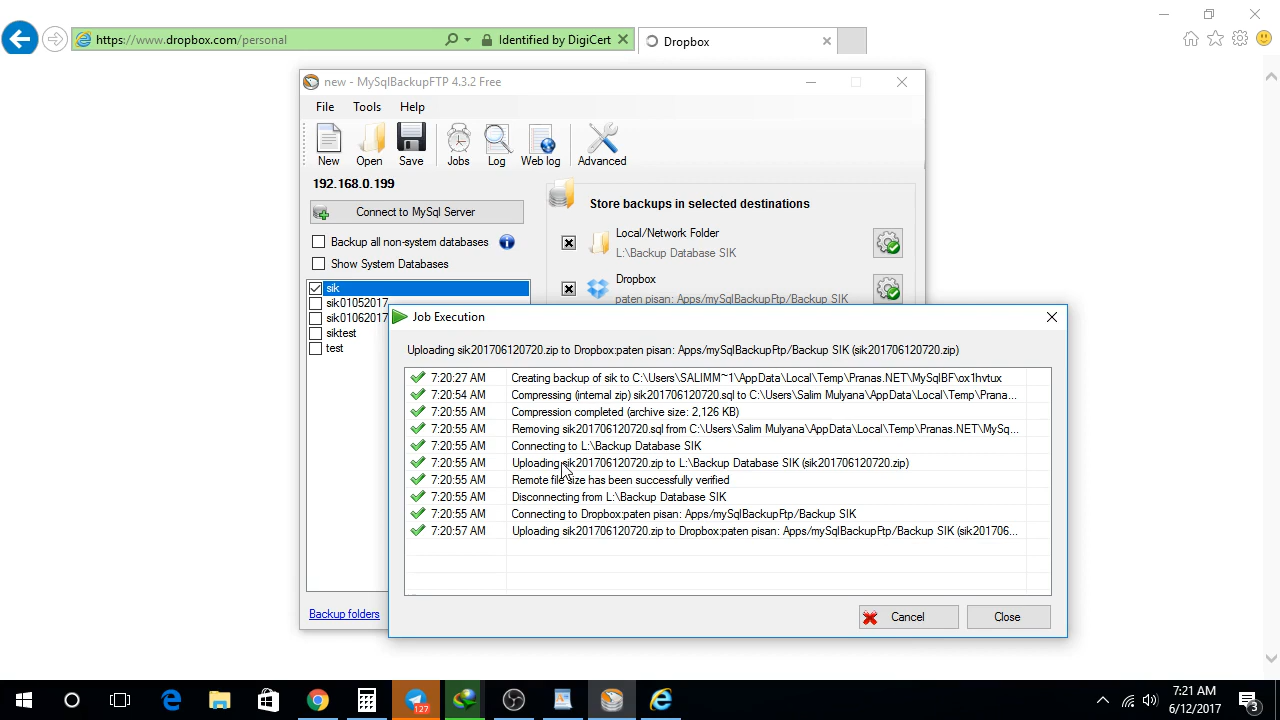 https://www.dropbox.com/personal
Identified by DigiCert
Dropbox
new - MySqlBackupFTP 4.3.2 Free
File Tools Help
New Open Save Jobs Log Web log Advanced
192.168.0.199
Connect to MySql Server
Backup all non-system databases
Show System Databases
sik
sik01052017
sik01062017
siktest
test
Backup folders
Store backups in selected destinations
Local/Network Folder
L:\Backup Database SIK
Dropbox
paten pisan: Apps/mySqlBackupFtp/Backup SIK
Job Execution
Uploading sik201706120720.zip to Dropbox:paten pisan: Apps/mySqlBackupFtp/Backup SIK (sik201706120720.zip)
7:20:27 AM Creating backup of sik to C:\Users\SALIMM~1\AppData\Local\Temp\Pranas.NET\MySqlBF\ox1hvtux
7:20:54 AM Compressing (internal zip) sik201706120720.sql to C:\Users\Salim Mulyana\AppData\Local\Temp\Prana...
7:20:55 AM Compression completed (archive size: 2,126 KB)
7:20:55 AM Removing sik201706120720.sql from C:\Users\Salim Mulyana\AppData\Local\Temp\Pranas.NET\MySq...
7:20:55 AM Connecting to L:\Backup Database SIK
7:20:55 AM Uploading sik201706120720.zip to L:\Backup Database SIK (sik201706120720.zip)
7:20:55 AM Remote file size has been successfully verified
7:20:55 AM Disconnecting from L:\Backup Database SIK
7:20:55 AM Connecting to Dropbox:paten pisan: Apps/mySqlBackupFtp/Backup SIK
7:20:57 AM Uploading sik201706120720.zip to Dropbox:paten pisan: Apps/mySqlBackupFtp/Backup SIK (sik201706...
Cancel Close
127
7:21 AM
6/12/2017
3